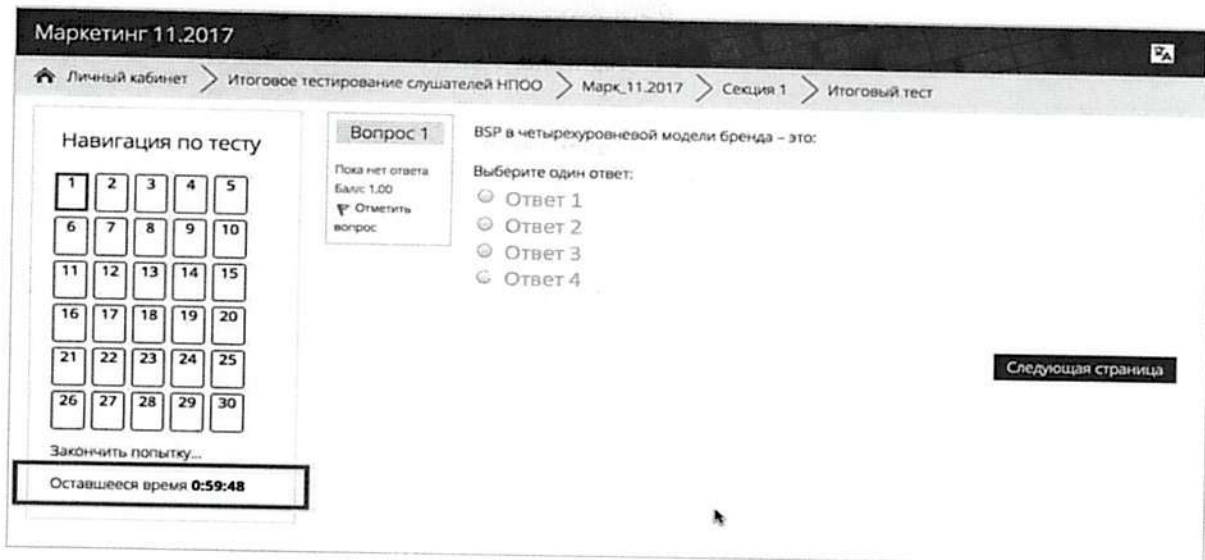 Маркетинг 11.2017
Личный кабинет
Итоговое тестирование слушателей НПОО
Марк_11.2017
Секция 1
Итоговый тест
Навигация по тесту
1 2 3 4 5
6 7 8 9 10
11 12 13 14 15
16 17 18 19 20
21 22 23 24 25
26 27 28 29 30
Закончить попытку...
Оставшееся время 0:59:48
Вопрос 1
Пока нет ответа
Балл: 1,00
Отметить
вопрос
BSP в четырехуровневой модели бренда – это:
Выберите один ответ:
Ответ 1
Ответ 2
Ответ 3
Ответ 4
Следующая страница